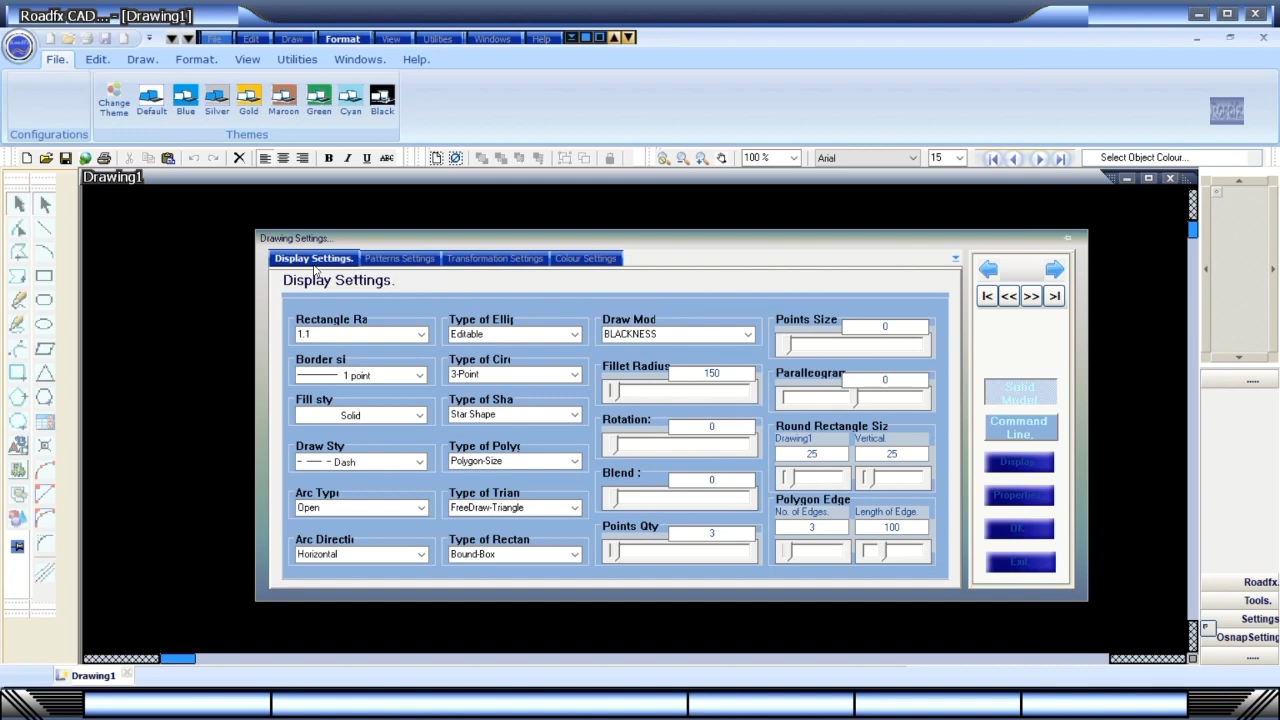 Roadfx CAD... - [Drawing1]
File Edit Draw Format View Utilities Windows Help
File. Edit. Draw. Format. View Utilities Windows. Help.
Change Theme Default Blue Silver Gold Maroon Green Cyan Black
Configurations Themes
B I U ABC 100 % Arial 15 Select Object Colour...
Drawing1
Drawing Settings...
Display Settings. Patterns Settings Transformation Settings Colour Settings
Display Settings.
Rectangle Ra
1.1
Border si
1 point
Fill sty
Solid
Draw Sty
Dash
Arc Type
Open
Arc Directi
Horizontal
Type of Ellip
Editable
Type of Circ
3-Point
Type of Sha
Star Shape
Type of Polyg
Polygon-Size
Type of Trian
FreeDraw-Triangle
Type of Rectan
Bound-Box
Draw Mod
BLACKNESS
Fillet Radius
150
Rotation:
0
Blend :
0
Points Qty
3
Points Size
0
Paralleogram
0
Round Rectangle Siz
Drawing1 Vertical.
25 25
Polygon Edge
No. of Edges. Length of Edge.
3 100
|< << >> >|
Solid
Model.
Command
Line.
Display
Properties
OK
Exit
.....
Roadfx.
Tools.
Settings
OsnapSetting
.....
Drawing1